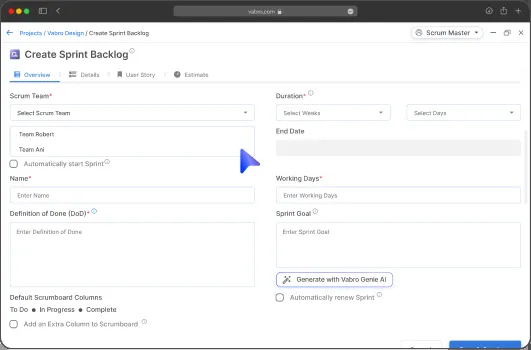 vabro.com
Projects / Vabro Design / Create Sprint Backlog
Scrum Master
Create Sprint Backlog
Overview
Details
User Story
Estimate
Scrum Team*
Duration*
Select Scrum Team
Select Weeks
Select Days
Team Robert
Team Ani
End Date
Automatically start Sprint
Name*
Working Days*
Enter Name
Enter Working Days
Definition of Done (DoD)*
Sprint Goal
Enter Definition of Done
Enter Sprint Goal
Generate with Vabro Genie AI
Default Scrumboard Columns
Automatically renew Sprint
To Do • In Progress • Complete
Add an Extra Column to Scrumboard